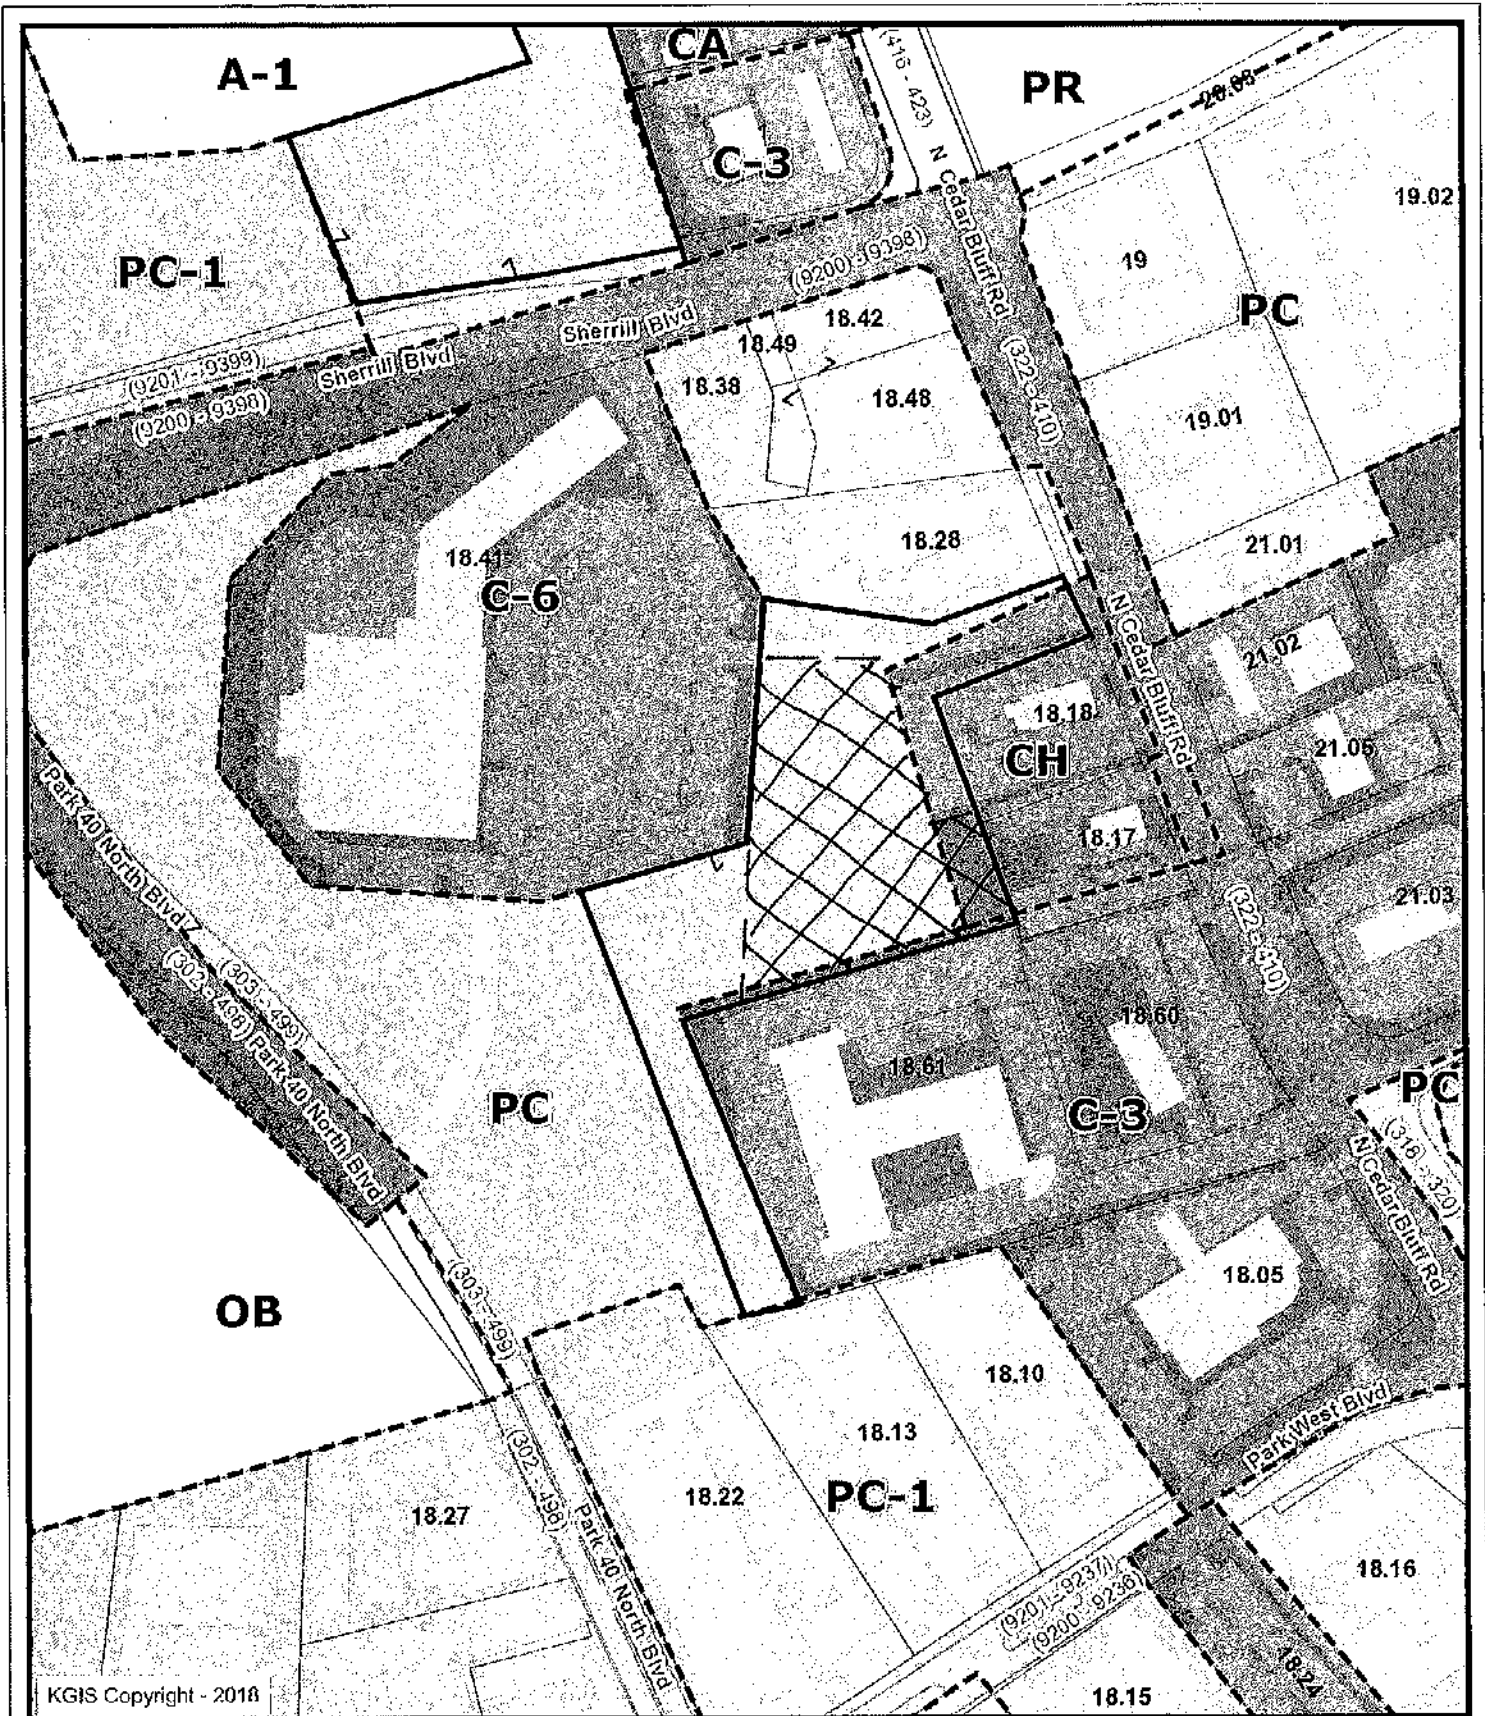 CA
A-1
PR
(416 - 423)
20.03
C-3
N Cedar Bluff Rd
19.02
19
PC-1
(9200) - (9398)
PC
18.42
Sherrill Blvd
18.49
(9201 - 9399)
Sherrill Blvd
18.38
(322 - 410)
18.48
(9200 - 9398)
19.01
18.28
21.01
18.41
C-6
N Cedar Bluff Rd
21.02
18.18
21.05
CH
Park 40 North Blvd
18.17
21.03
(322 - 410)
(303 - 499)
(302 - 498)
Park 40 North Blvd
18.60
18.61
PC
PC
C-3
(318 - 320)
N Cedar Bluff Rd
18.05
OB
(303 - 499)
18.10
Park West Blvd
18.13
18.22
PC-1
18.27
(302 - 498)
Park 40 North Blvd
18.16
(9201 - 9237)
(9200 - 9236)
18.24
18.15
KGIS Copyright - 2018